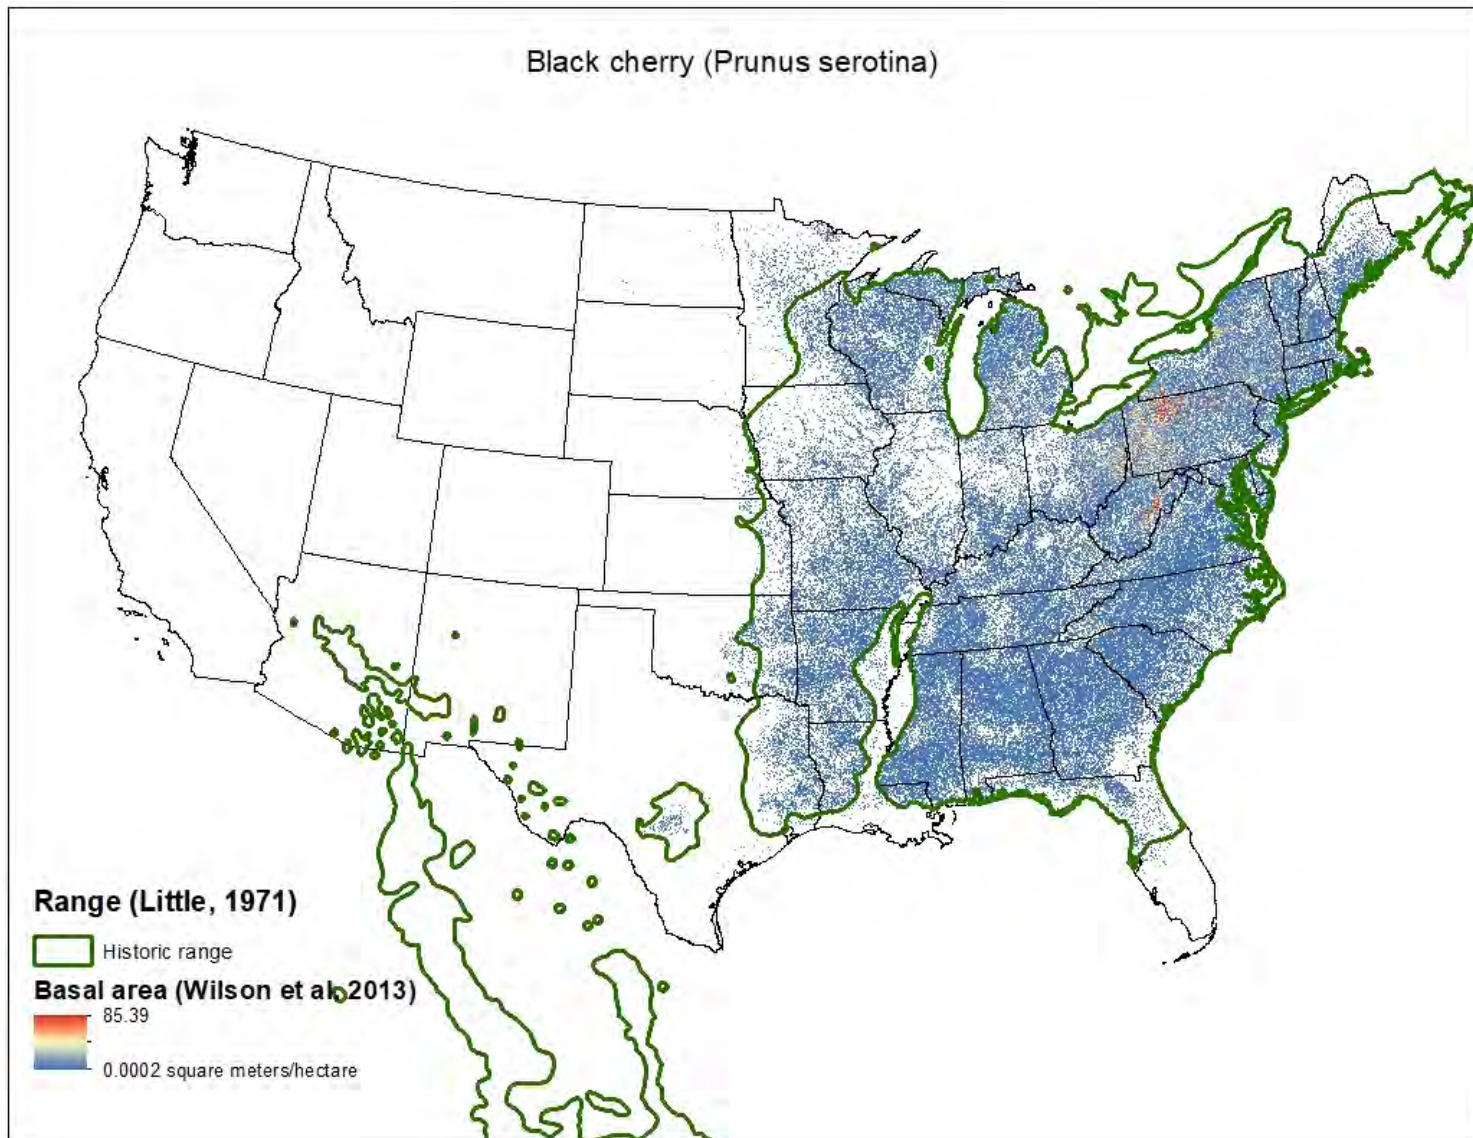 Black cherry (Prunus serotina)
Range (Little, 1971)
Historic range
Basal area (Wilson et al, 2013)
85.39
0.0002 square meters/hectare